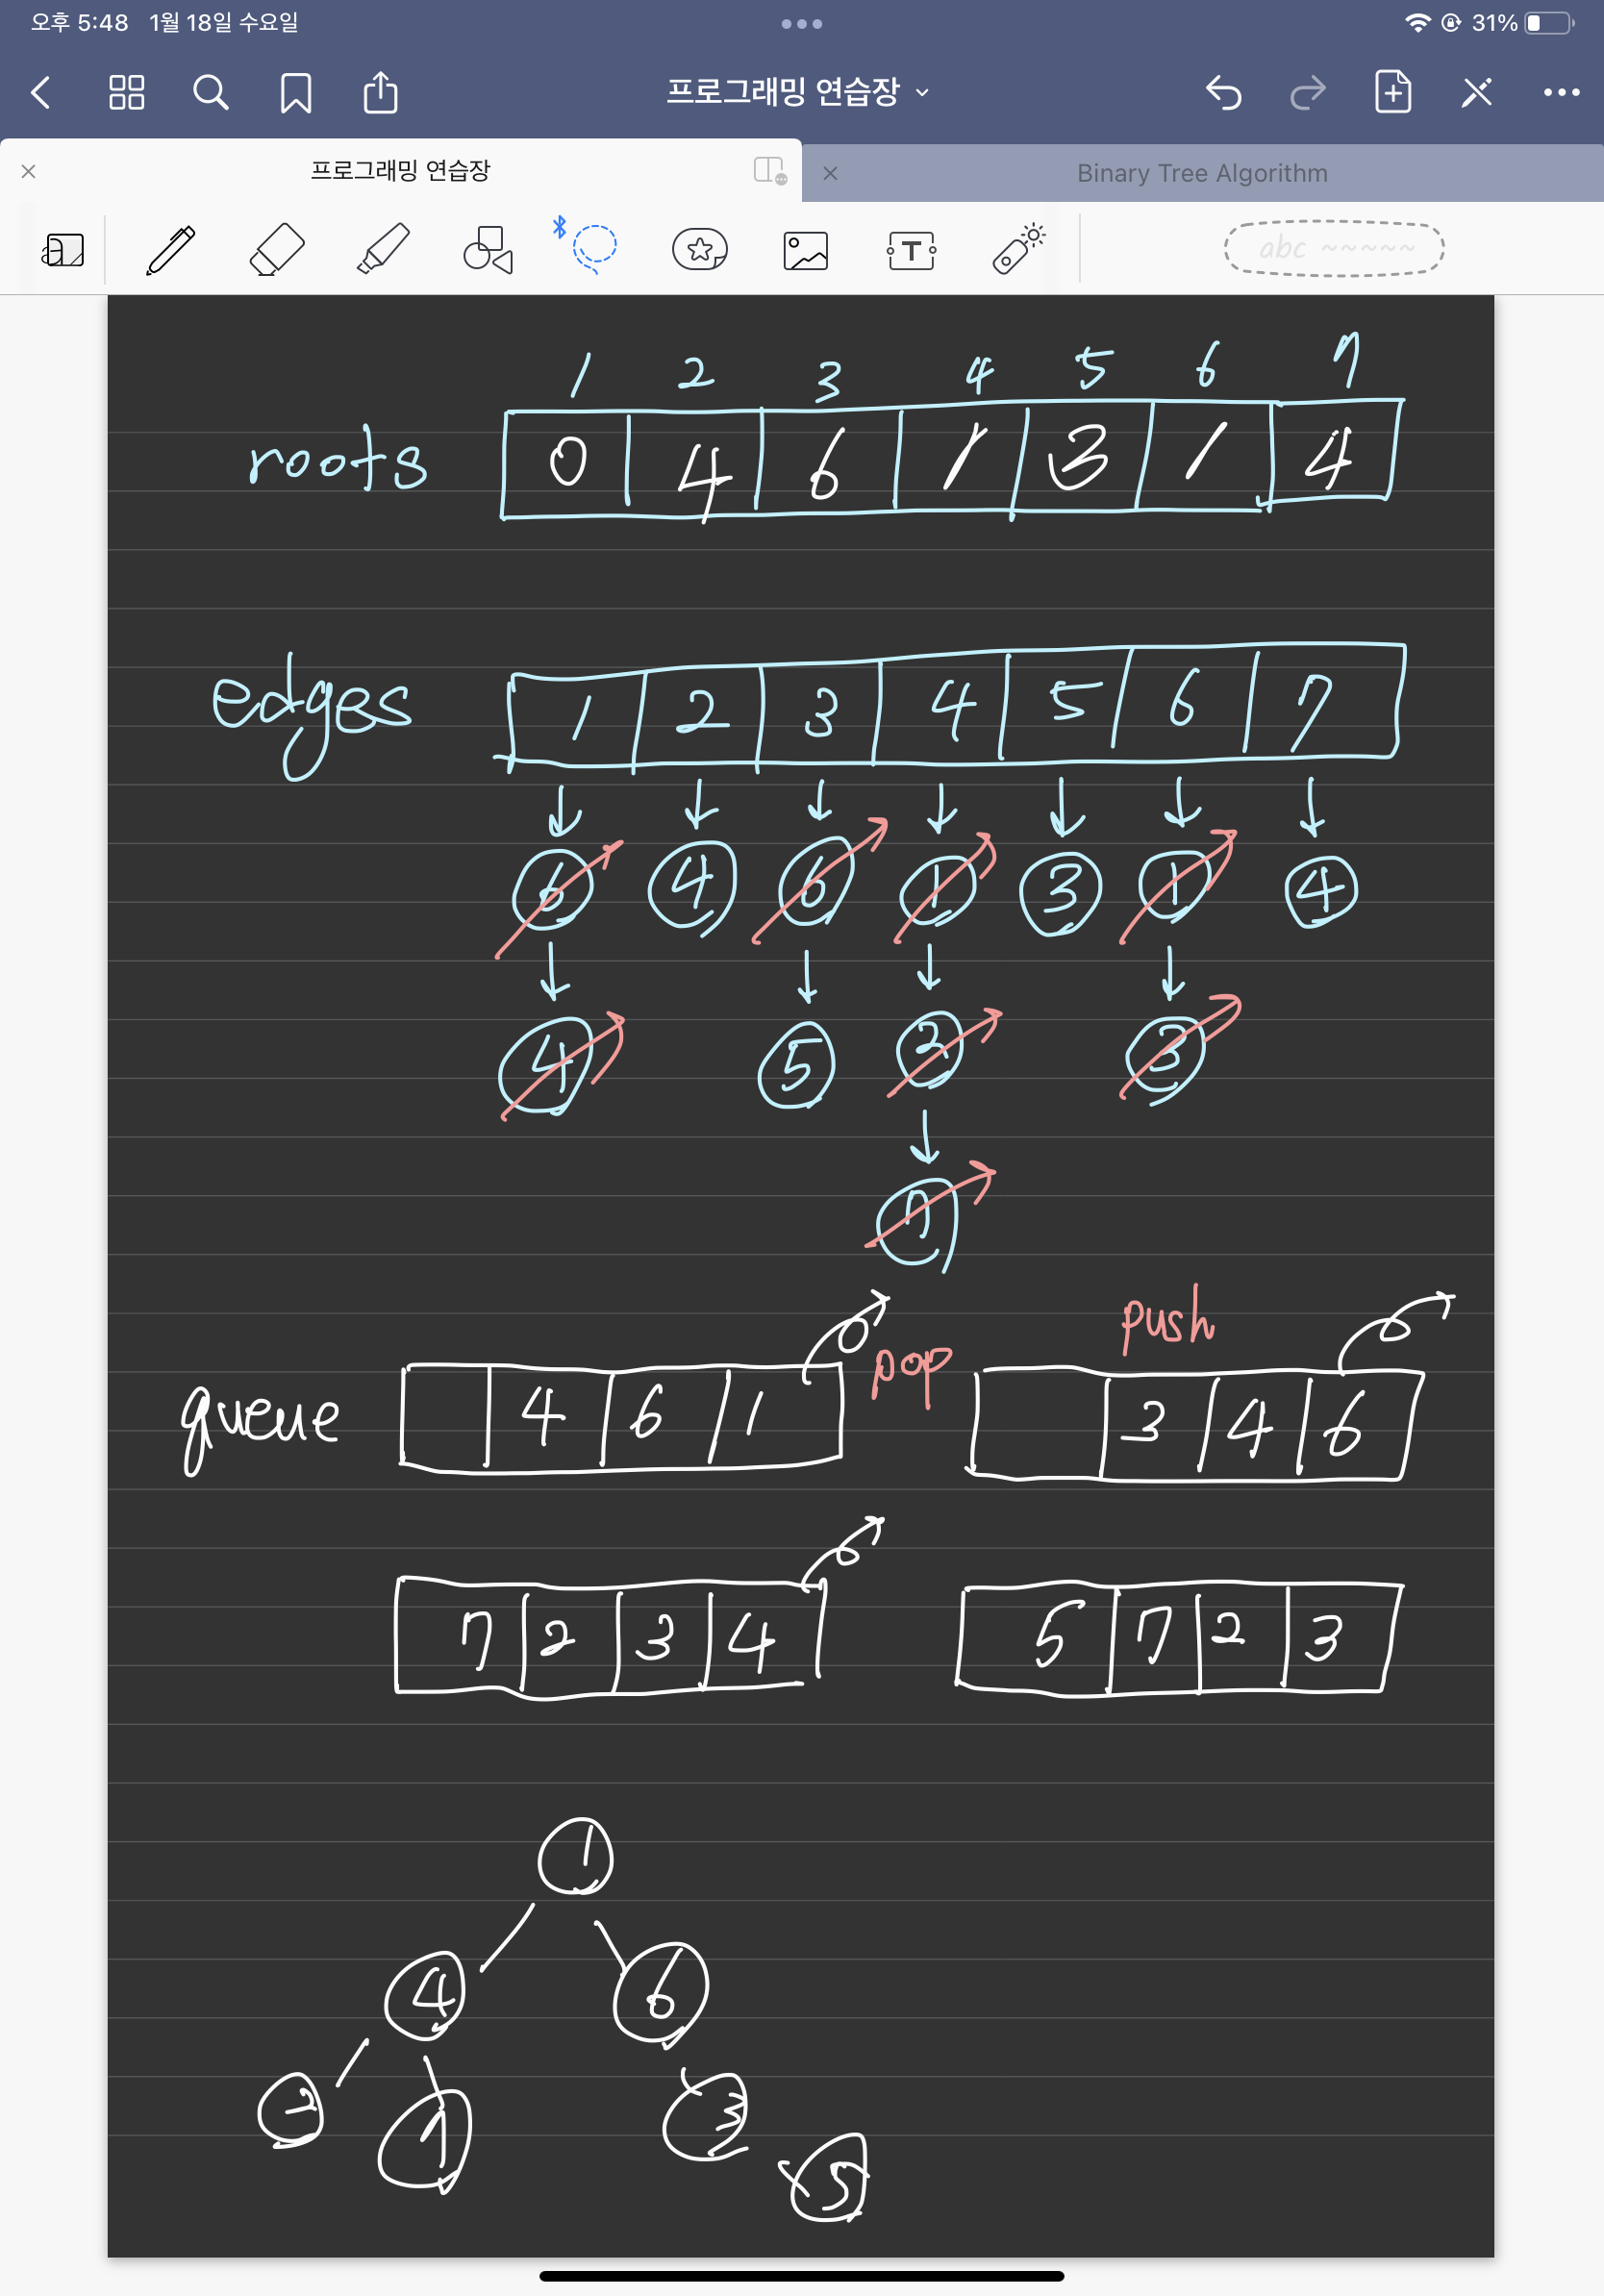 오후 5:48 1월 18일 수요일 31%
프로그래밍 연습장
프로그래밍 연습장 Binary Tree Algorithm
T abc ~~~~~
1 2 3 4 5 6 7
roots 0 4 6 1 3 1 4
edges 1 2 3 4 5 6 7
6 4 6 1 3 1 4
4 5 2 3
7
pop push
queue 4 6 1 3 4 6
7 2 3 4 5 7 2 3
1
4 6
2 7 3
5